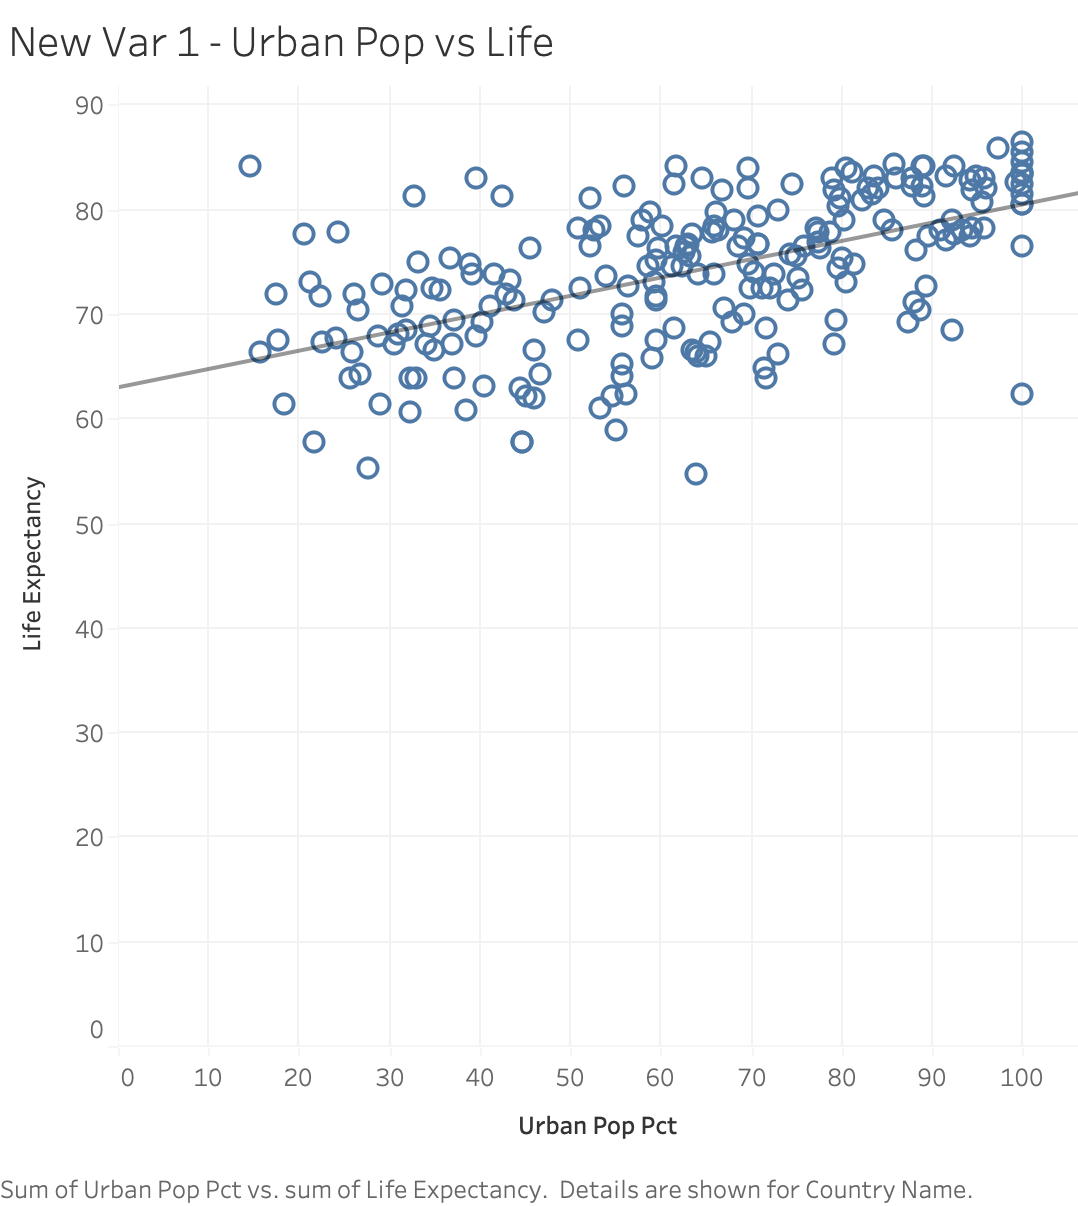 New Var 1 - Urban Pop vs Life
90
80
70
60
50
40
30
20
10
0
Life Expectancy
0 10 20 30 40 50 60 70 80 90 100
Urban Pop Pct
Sum of Urban Pop Pct vs. sum of Life Expectancy.  Details are shown for Country Name.